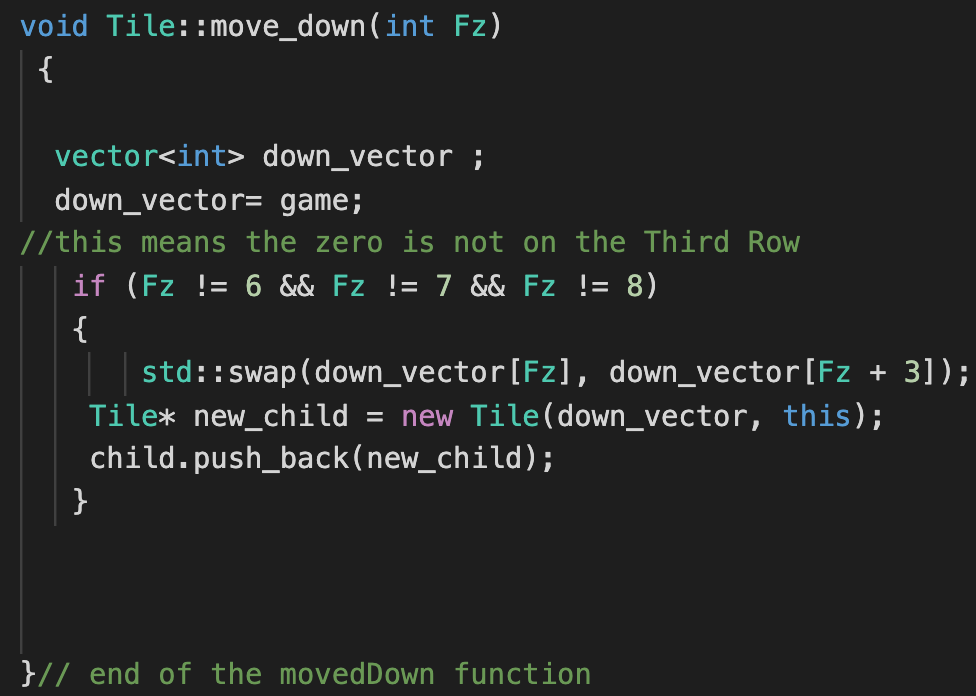 void Tile::move_down(int Fz)
{
vector<int> down_vector ;
down_vector= game;
//this means the zero is not on the Third Row
if (Fz != 6 && Fz != 7 && Fz != 8)
{
std::swap(down_vector[Fz], down_vector[Fz + 3]);
Tile* new_child = new Tile(down_vector, this);
child.push_back(new_child);
}
}// end of the movedDown function